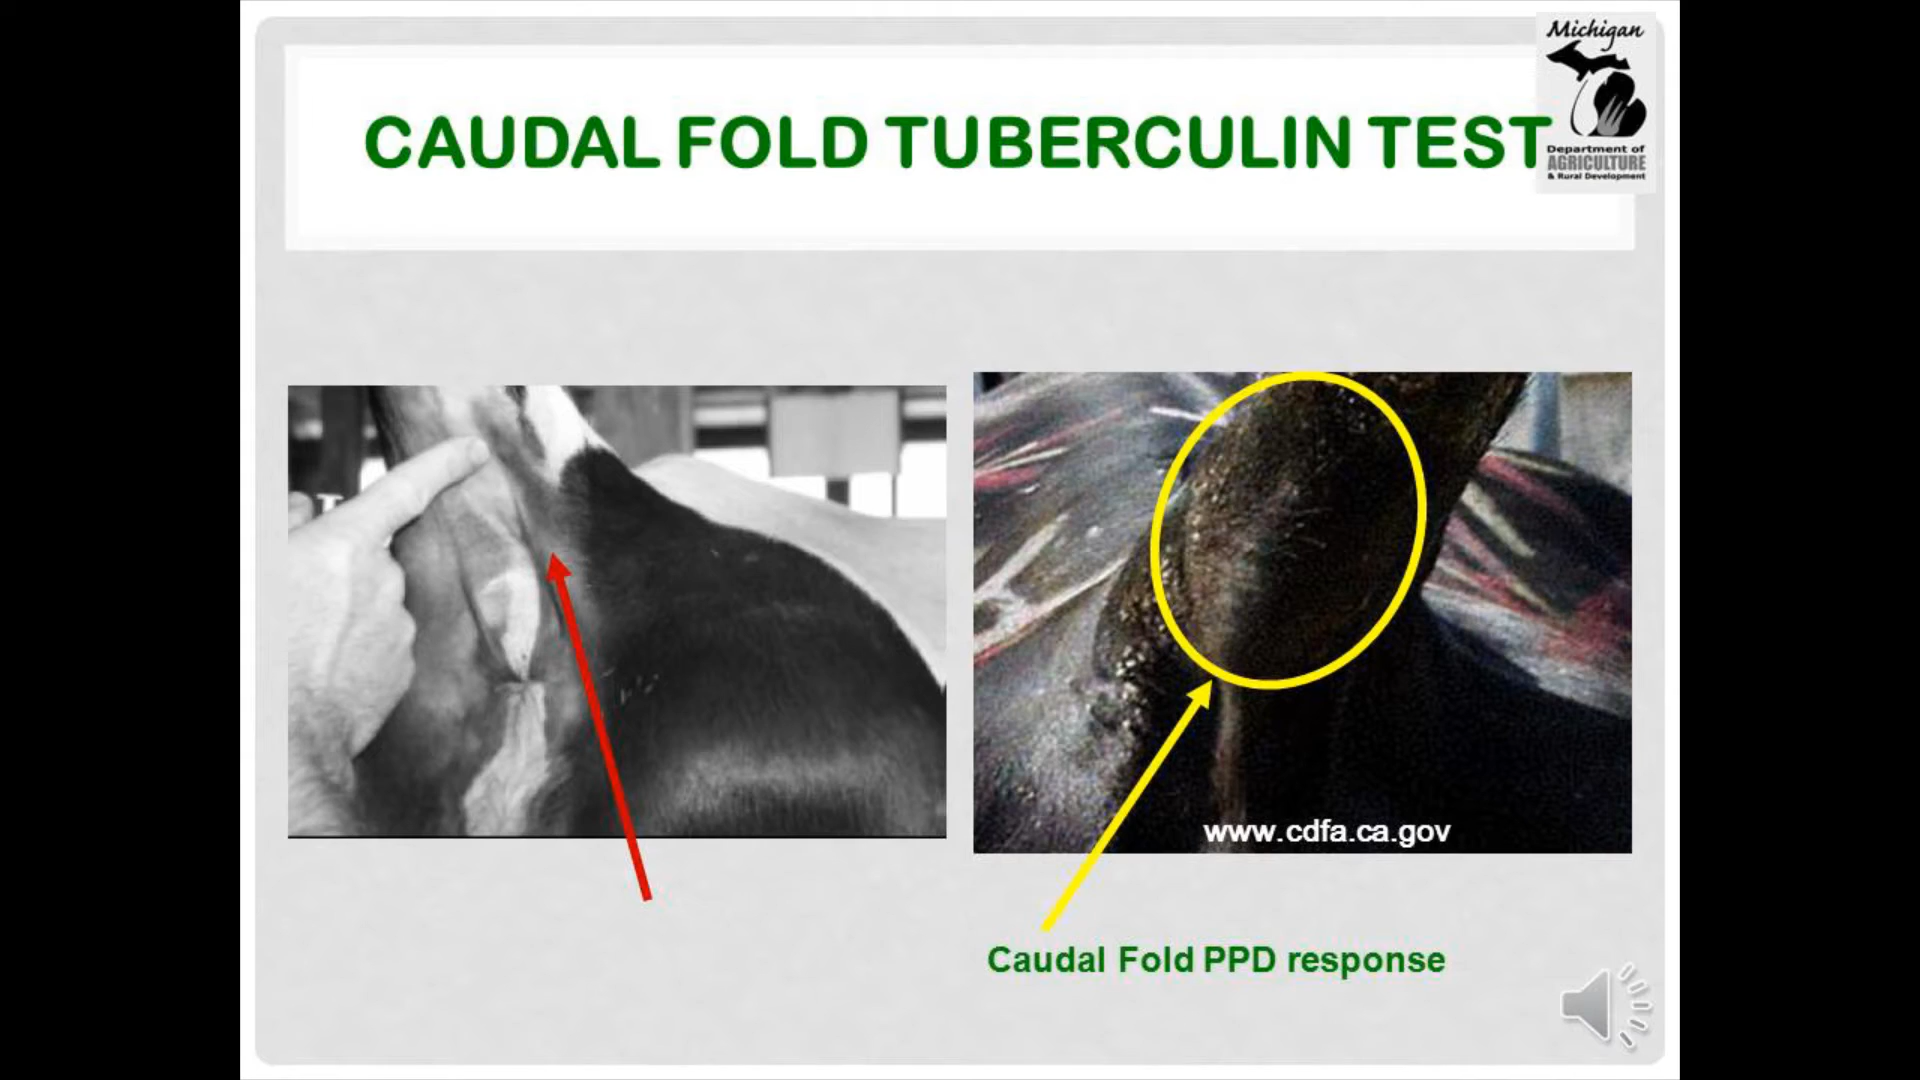 Michigan
CAUDAL FOLD TUBERCULIN TEST
Department of
AGRICULTURE
& Rural Development
www.cdfa.ca.gov
Caudal Fold PPD response